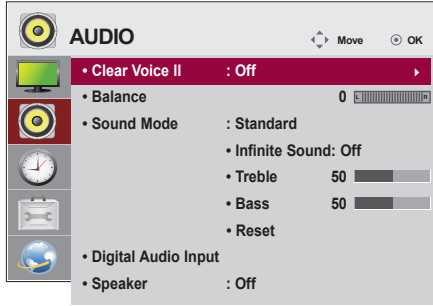 AUDIO Move OK
• Clear Voice II : Off
• Balance 0 L R
• Sound Mode : Standard
• Infinite Sound: Off
• Treble 50
• Bass 50
• Reset
• Digital Audio Input
• Speaker : Off